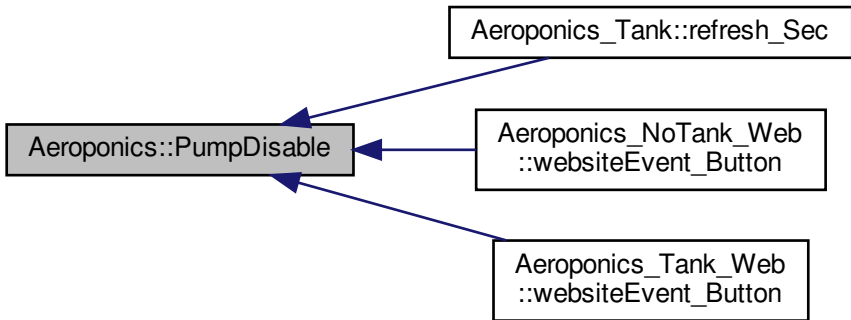 Aeroponics_Tank::refresh_Sec
Aeroponics::PumpDisable
Aeroponics_NoTank_Web
::websiteEvent_Button
Aeroponics_Tank_Web
::websiteEvent_Button